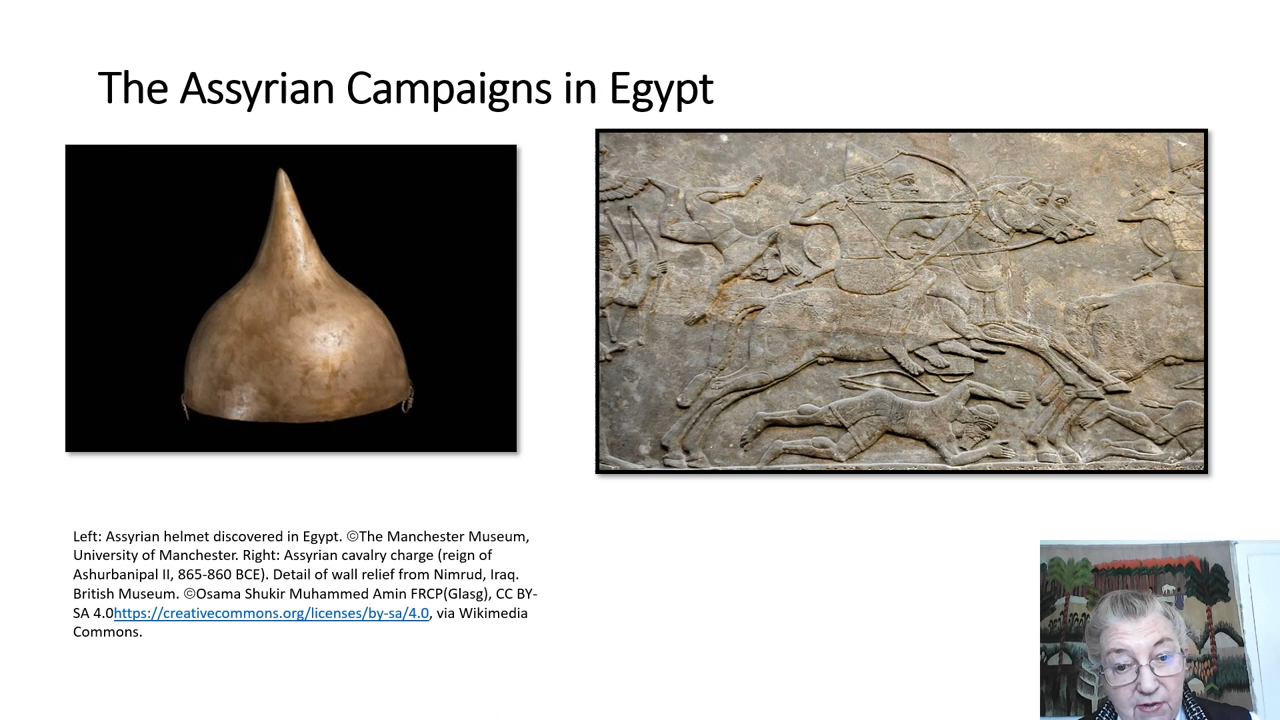 The Assyrian Campaigns in Egypt
Left: Assyrian helmet discovered in Egypt. ©The Manchester Museum,
University of Manchester. Right: Assyrian cavalry charge (reign of
Ashurbanipal II, 865-860 BCE). Detail of wall relief from Nimrud, Iraq.
British Museum. ©Osama Shukir Muhammed Amin FRCP(Glasg), CC BY-
SA 4.0https://creativecommons.org/licenses/by-sa/4.0, via Wikimedia
Commons.